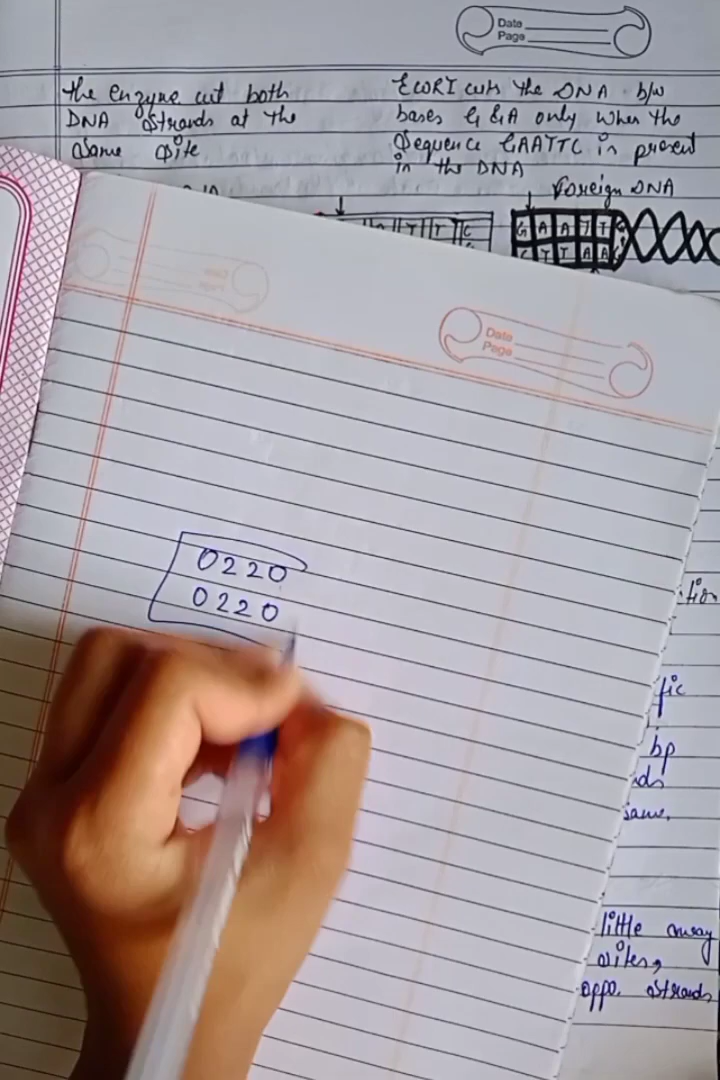 Date
Page
the enzyme cut both
DNA strands at the
same site
EcoRI cuts the DNA b/w
bases G & A only when the
sequence GAATTC is present
in the DNA
Foreign DNA
T T C
G A A T T C
C T T A A G
Date
Page
0220
0220
tion
fic
bp
ds
same.
little away
sites,
oppo. strands